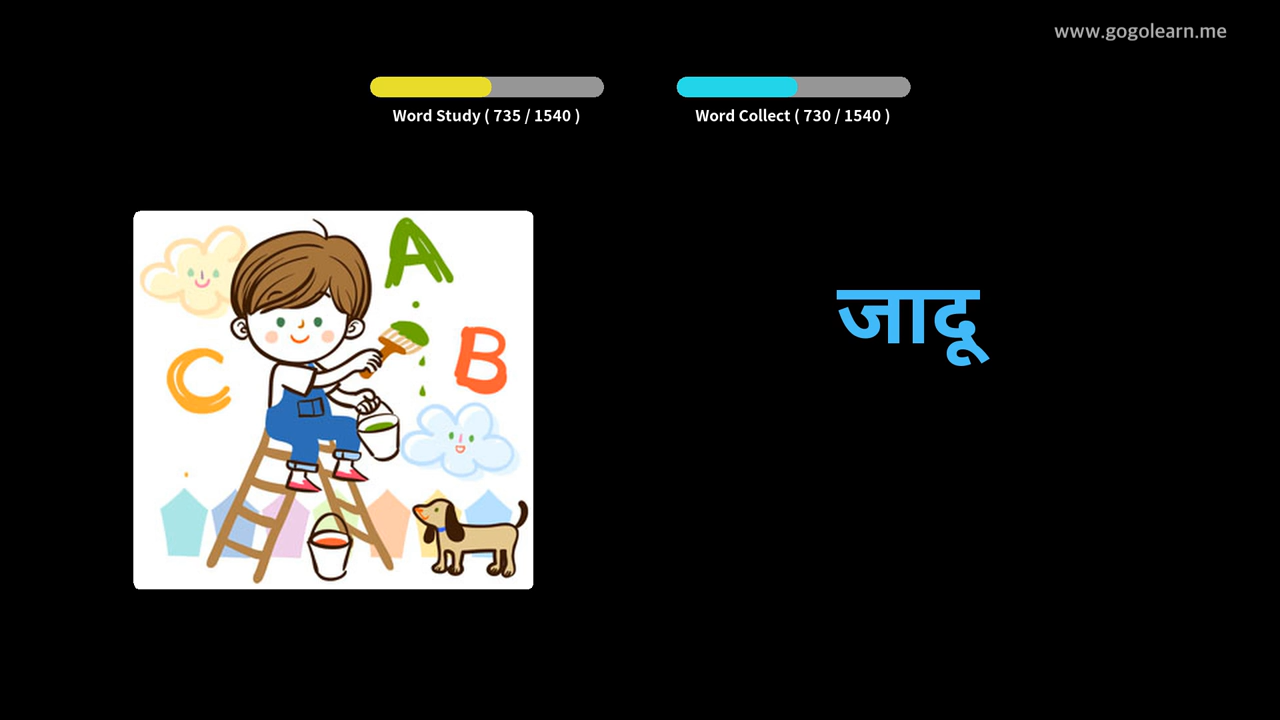 www.gogolearn.me
Word Study ( 735 / 1540 )
Word Collect ( 730 / 1540 )
A
B
C
जादू